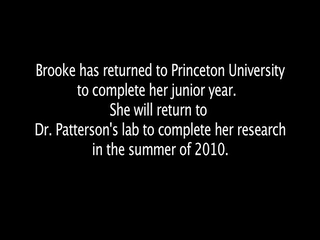 Brooke has returned to Princeton University
to complete her junior year.
She will return to
Dr. Patterson's lab to complete her research
in the summer of 2010.